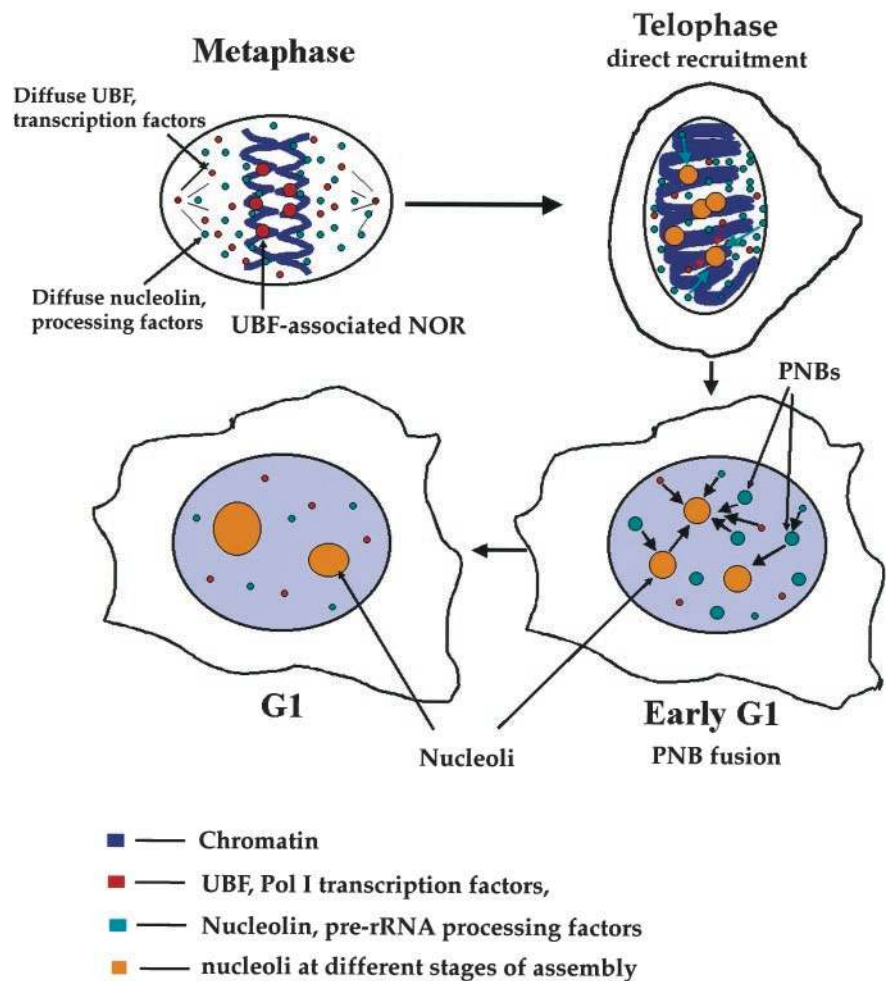 Metaphase
Telophase
direct recruitment
Diffuse UBF,
transcription factors
Diffuse nucleolin,
processing factors
UBF-associated NOR
PNBs
G1
Early G1
Nucleoli
PNB fusion
Chromatin
UBF, Pol I transcription factors,
Nucleolin, pre-rRNA processing factors
nucleoli at different stages of assembly